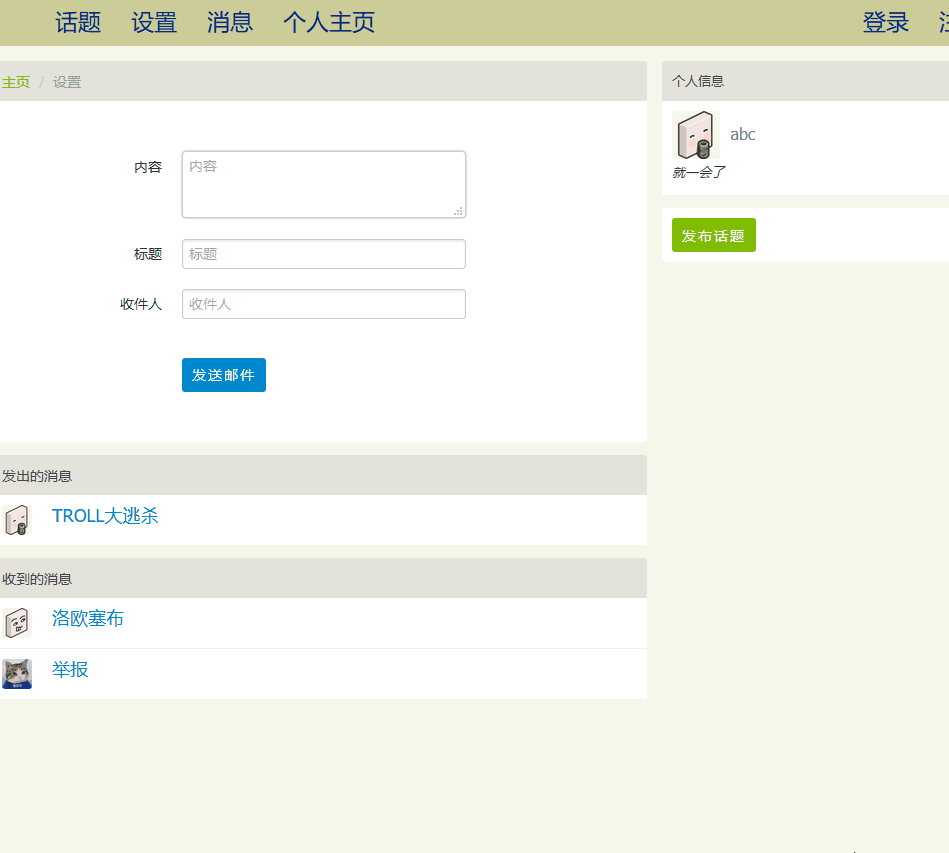 话题 设置 消息 个人主页 登录
主页 / 设置
内容 内容
标题 标题
收件人 收件人
发送邮件
发出的消息
TROLL大逃杀
收到的消息
洛欧塞布
举报
个人信息
abc
就一会了
发布话题